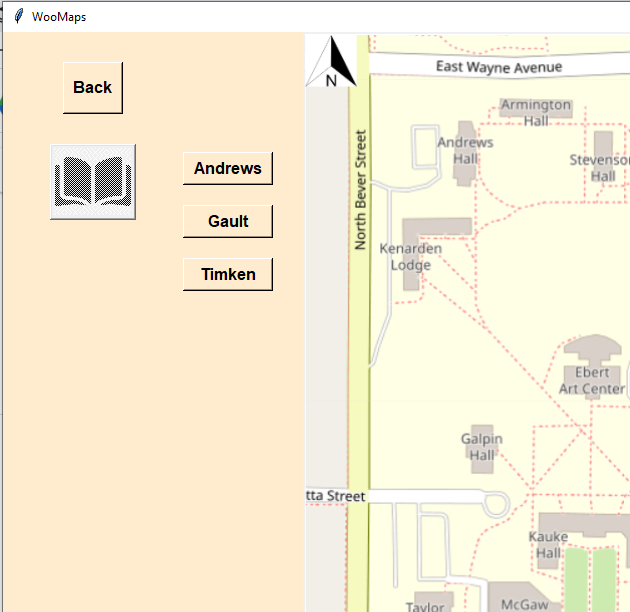 WooMaps
Back
Andrews
Gault
Timken
N
East Wayne Avenue
North Bever Street
Armington
Hall
Andrews
Hall
Stevenson
Hall
Kenarden
Lodge
Ebert
Art Center
Galpin
Hall
tta Street
Kauke
Hall
Taylor
McGaw